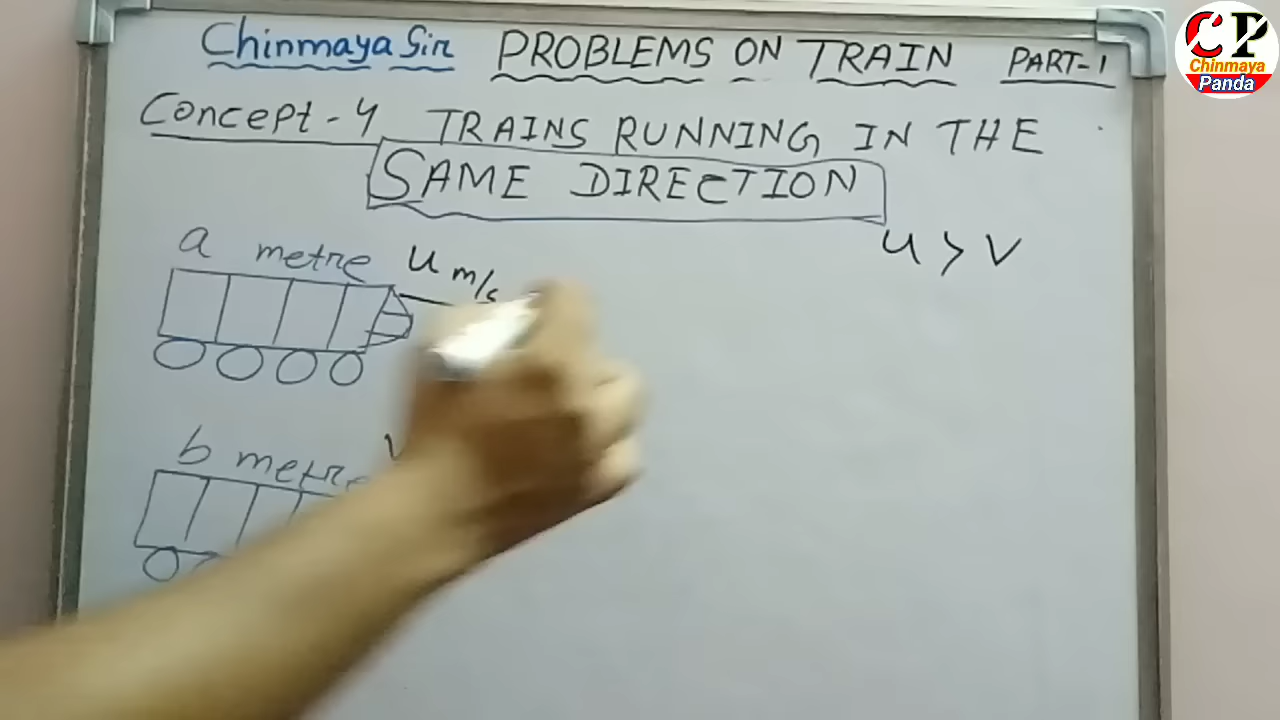 Chinmaya Sir PROBLEMS ON TRAIN PART-1
CP
Chinmaya
Panda
Concept-4 TRAINS RUNNING IN THE
SAME DIRECTION
u > v
a metre u m/s
b metre